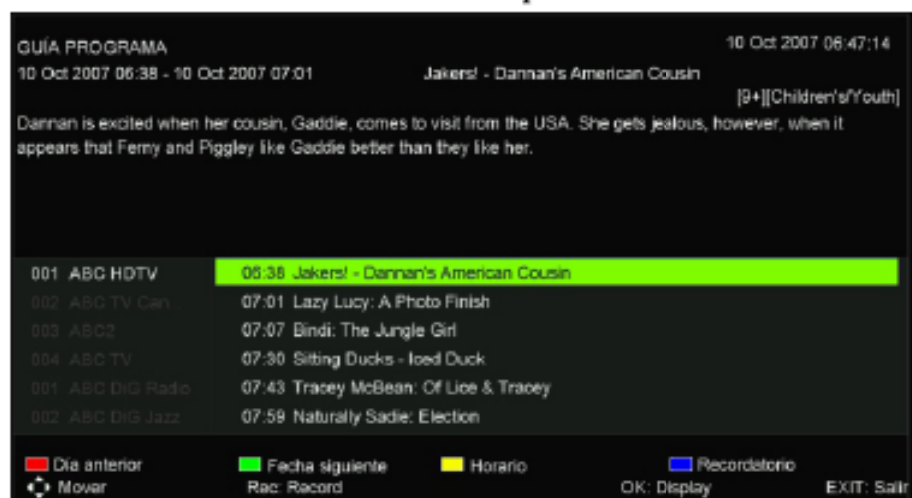 GUÍA PROGRAMA
10 Oct 2007 06:47:14
10 Oct 2007 06:38 - 10 Oct 2007 07:01 Jakers! - Dannan's American Cousin
[9+][Children's/Youth]
Dannan is excited when her cousin, Gaddie, comes to visit from the USA. She gets jealous, however, when it
appears that Ferny and Piggley like Gaddie better than they like her.
001 ABC HDTV 06:38 Jakers! - Dannan's American Cousin
002 ABC TV Can... 07:01 Lazy Lucy: A Photo Finish
003 ABC2 07:07 Bindi: The Jungle Girl
004 ABC TV 07:30 Sitting Ducks - Iced Duck
001 ABC DiG Radio 07:43 Tracey McBean: Of Lice & Tracey
002 ABC DiG Jazz 07:59 Naturally Sadie: Election
Día anterior Fecha siguiente Horario Recordatorio
Mover Rec: Record OK: Display EXIT: Salir